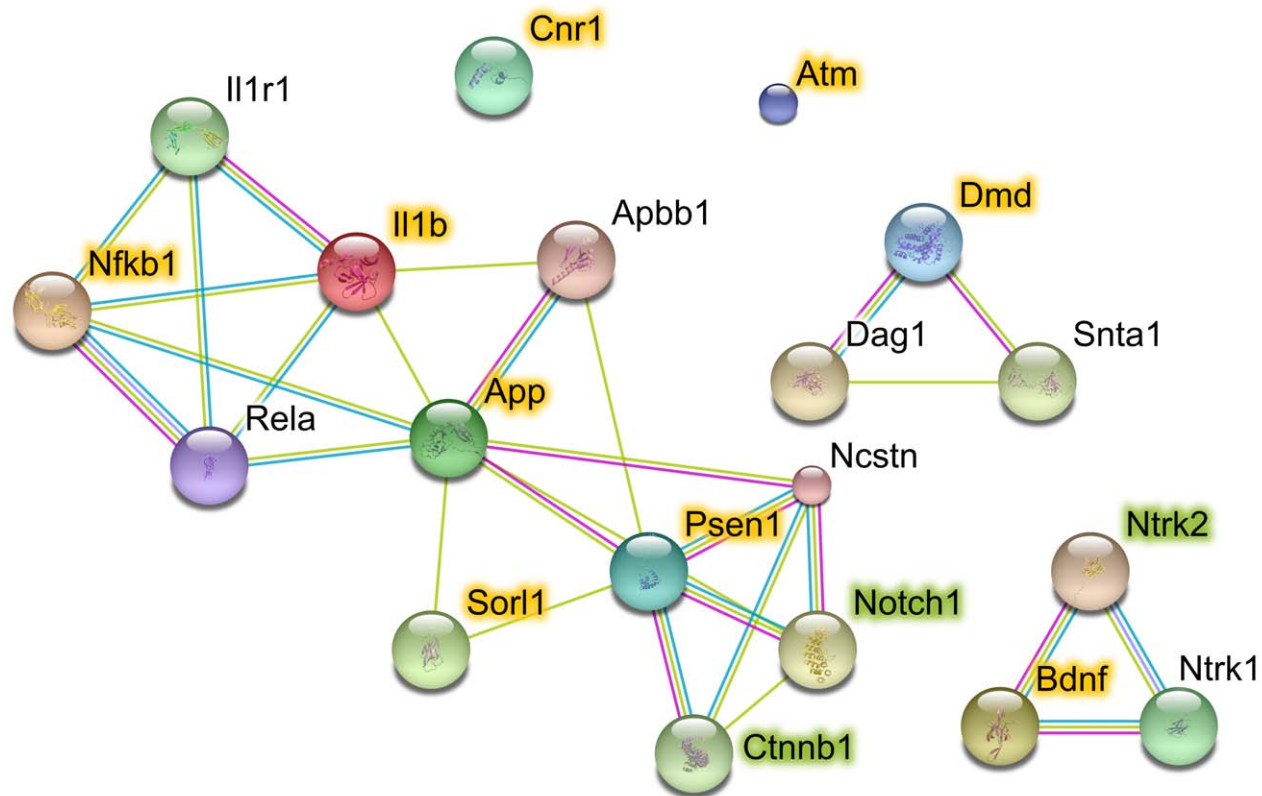 Cnr1
Atm
Il1r1
Dmd
Il1b
Apbb1
Nfkb1
Dag1
Snta1
App
Rela
Ncstn
Psen1
Ntrk2
Sorl1
Notch1
Bdnf
Ntrk1
Ctnnb1